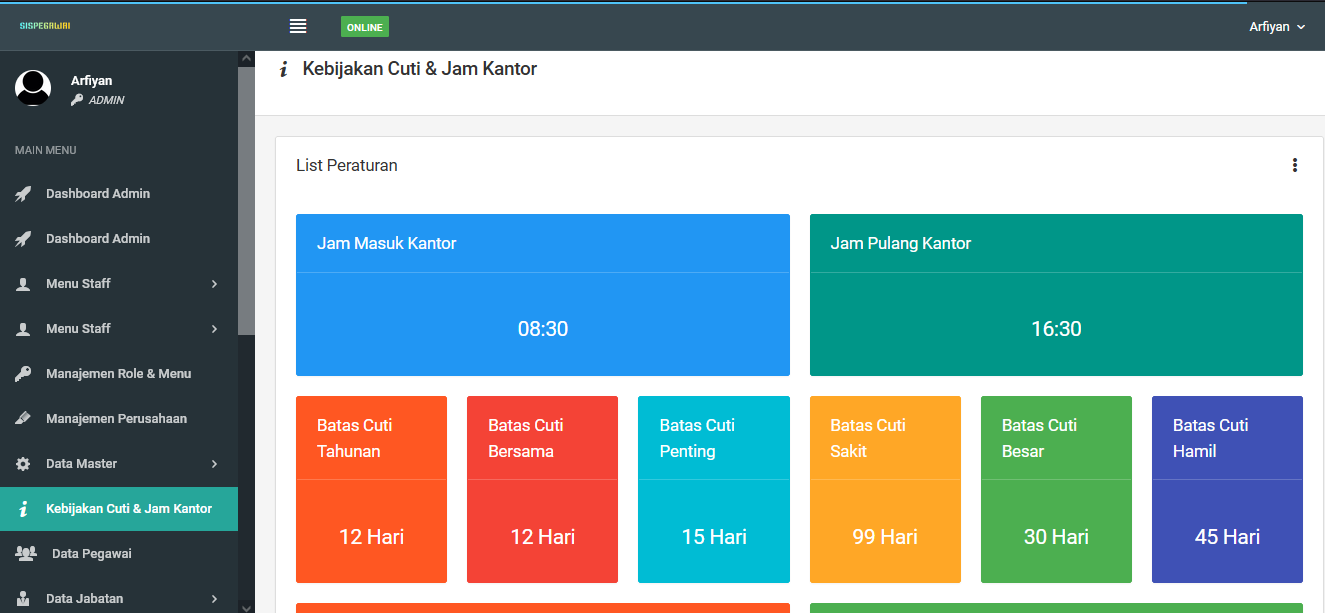 SISPEGAWAI
ONLINE
Arfiyan
Arfiyan
ADMIN
MAIN MENU
Dashboard Admin
Dashboard Admin
Menu Staff
Menu Staff
Manajemen Role & Menu
Manajemen Perusahaan
Data Master
Kebijakan Cuti & Jam Kantor
Data Pegawai
Data Jabatan
Kebijakan Cuti & Jam Kantor
List Peraturan
Jam Masuk Kantor
08:30
Jam Pulang Kantor
16:30
Batas Cuti
Tahunan
12 Hari
Batas Cuti
Bersama
12 Hari
Batas Cuti
Penting
15 Hari
Batas Cuti
Sakit
99 Hari
Batas Cuti
Besar
30 Hari
Batas Cuti
Hamil
45 Hari